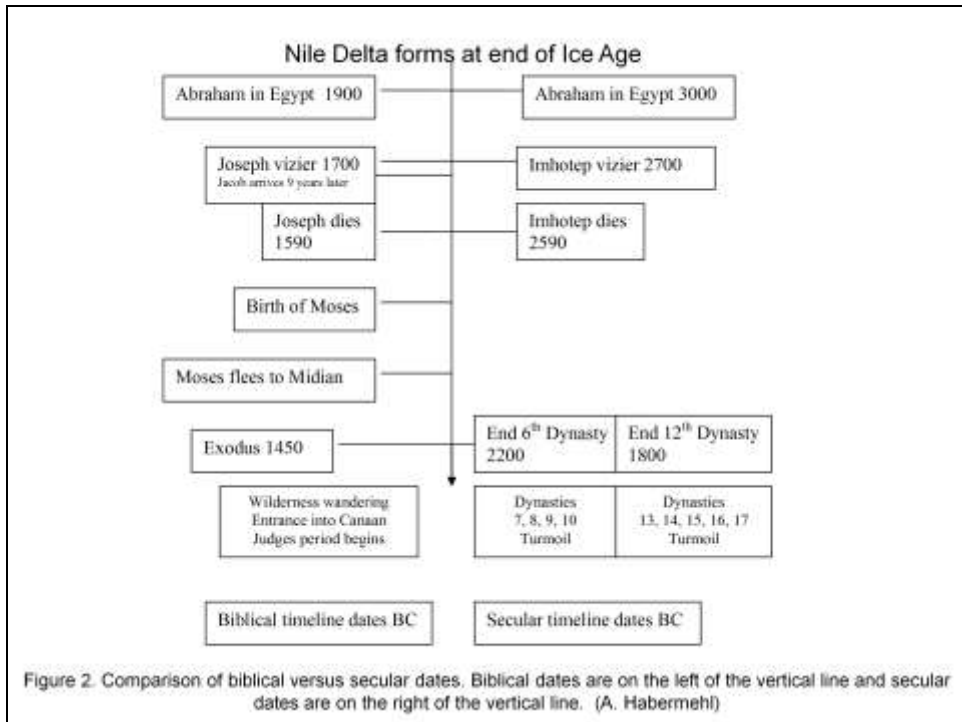 Nile Delta forms at end of Ice Age
Abraham in Egypt 1900
Abraham in Egypt 3000
Joseph vizier 1700
Jacob arrives 9 years later
Imhotep vizier 2700
Joseph dies
1590
Imhotep dies
2590
Birth of Moses
Moses flees to Midian
Exodus 1450
End 6th Dynasty
2200
End 12th Dynasty
1800
Wilderness wandering
Entrance into Canaan
Judges period begins
Dynasties
7, 8, 9, 10
Turmoil
Dynasties
13, 14, 15, 16, 17
Turmoil
Biblical timeline dates BC
Secular timeline dates BC
Figure 2. Comparison of biblical versus secular dates. Biblical dates are on the left of the vertical line and secular
dates are on the right of the vertical line. (A. Habermehl)